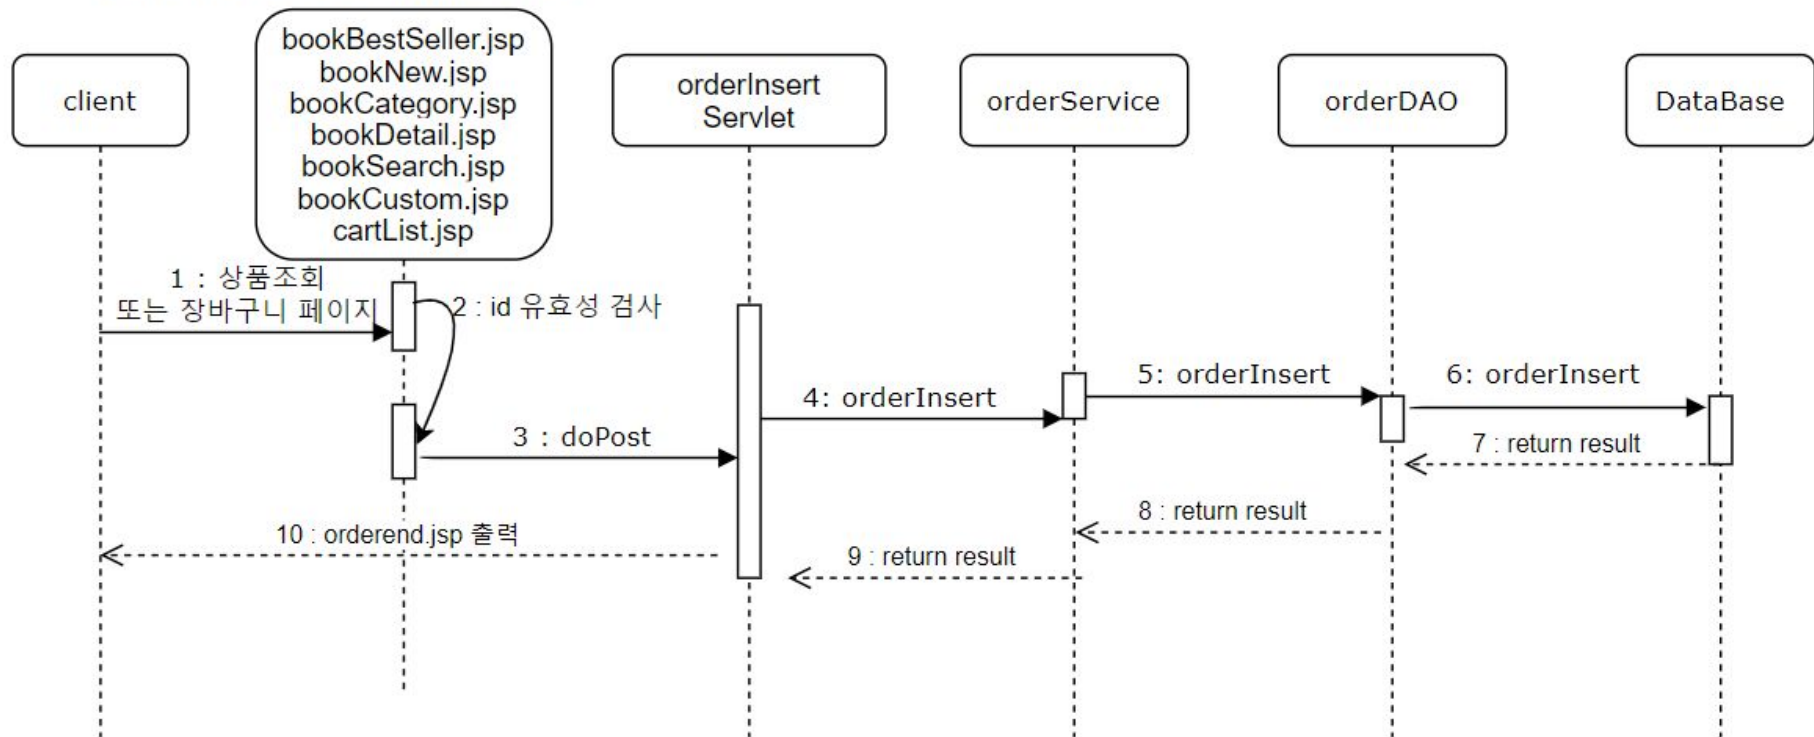 client
bookBestSeller.jsp
bookNew.jsp
bookCategory.jsp
bookDetail.jsp
bookSearch.jsp
bookCustom.jsp
cartList.jsp
orderInsert
Servlet
orderService
orderDAO
DataBase
1 : 상품조회
또는 장바구니 페이지
2 : id 유효성 검사
3 : doPost
4: orderInsert
5: orderInsert
6: orderInsert
7 : return result
8 : return result
9 : return result
10 : orderend.jsp 출력